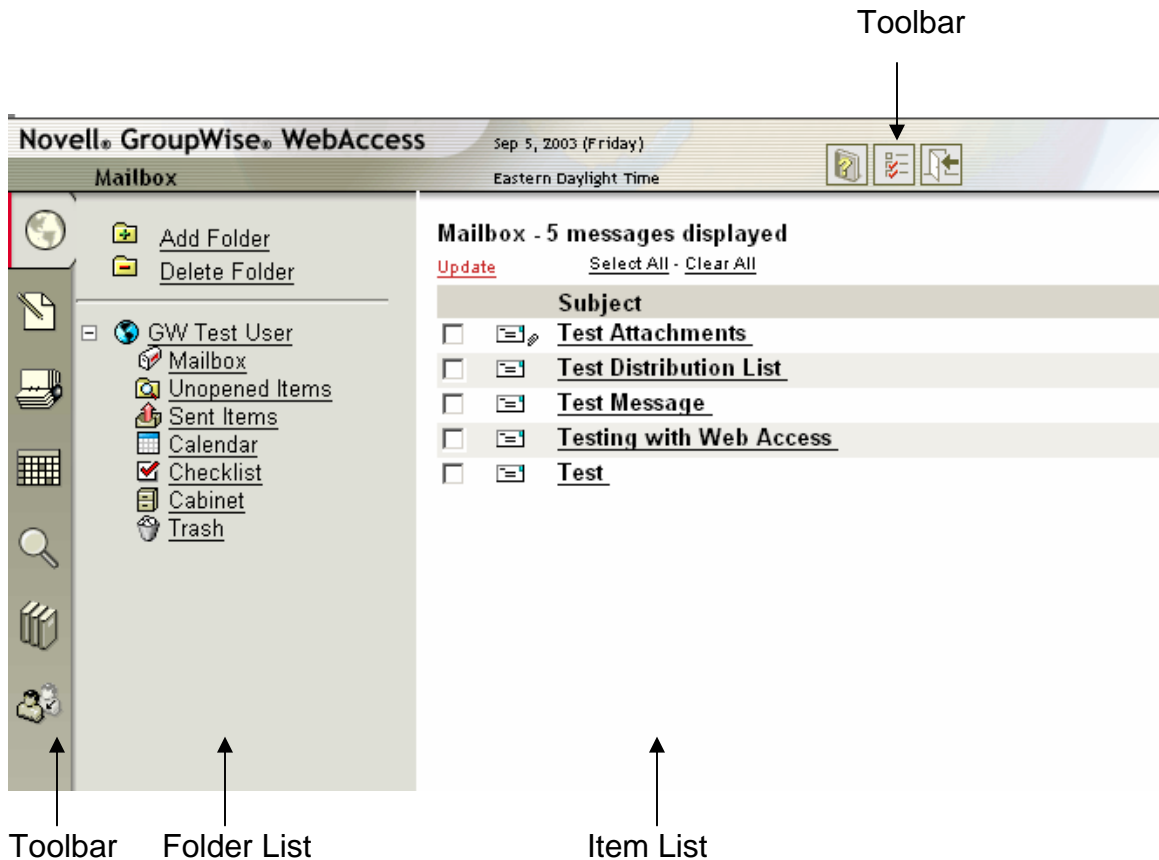 Toolbar
Novell® GroupWise® WebAccess
Sep 5, 2003 (Friday)
Mailbox
Eastern Daylight Time
Add Folder
Delete Folder
GW Test User
Mailbox
Unopened Items
Sent Items
Calendar
Checklist
Cabinet
Trash
Mailbox - 5 messages displayed
Update
Select All - Clear All
Subject
Test Attachments
Test Distribution List
Test Message
Testing with Web Access
Test
Toolbar
Folder List
Item List